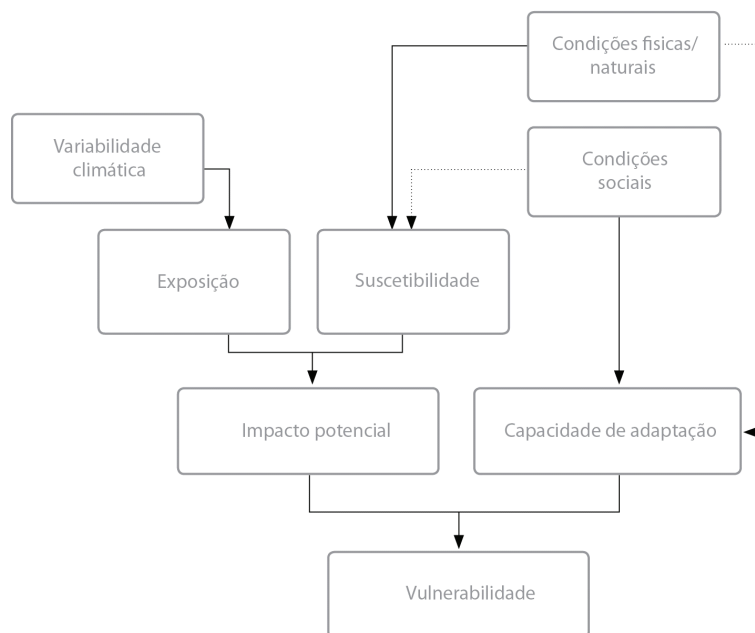 Condições fisicas/
naturais
Variabilidade
climática
Condições
sociais
Exposição
Suscetibilidade
Impacto potencial
Capacidade de adaptação
Vulnerabilidade